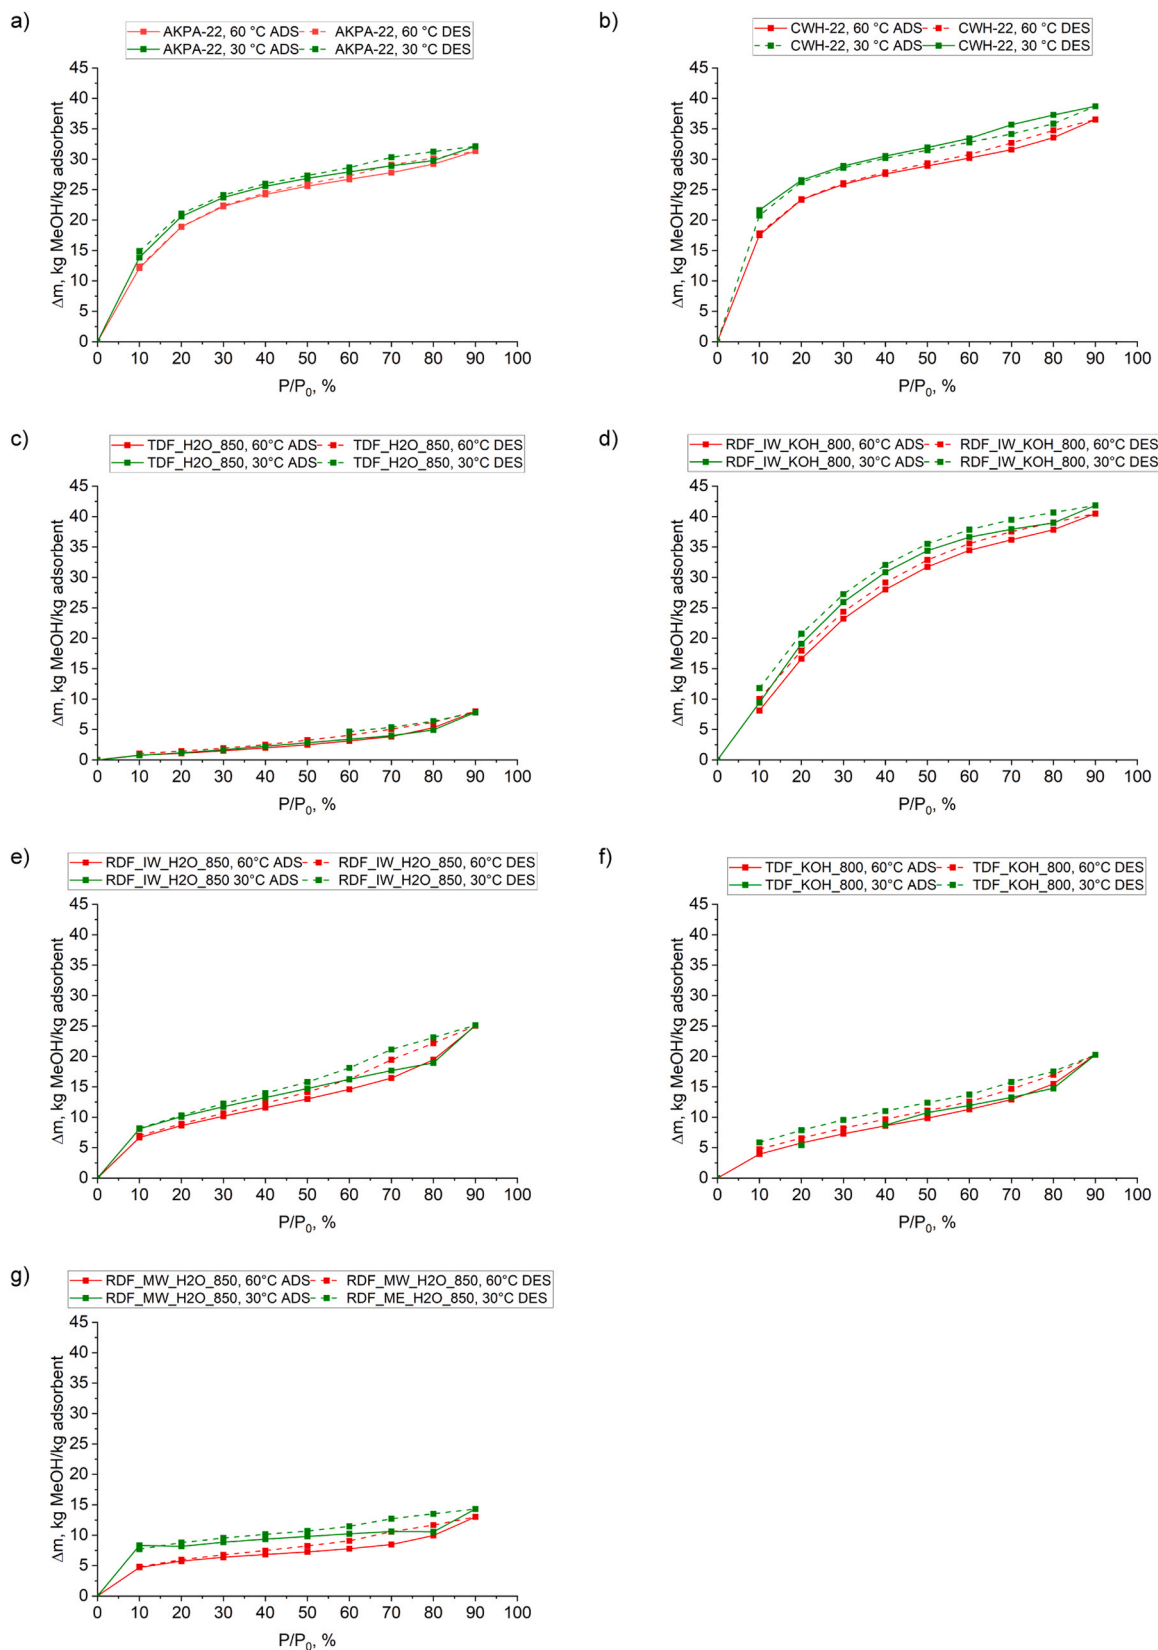 a)
AKPA-22, 60 °C ADS AKPA-22, 60 °C DES
AKPA-22, 30 °C ADS AKPA-22, 30 °C DES
45
40
35
30
25
20
15
10
5
0
Δm, kg MeOH/kg adsorbent
0 10 20 30 40 50 60 70 80 90 100
P/P₀, %
b)
CWH-22, 60 °C ADS CWH-22, 60 °C DES
CWH-22, 30 °C ADS CWH-22, 30 °C DES
45
40
35
30
25
20
15
10
5
0
Δm, kg MeOH/kg adsorbent
0 10 20 30 40 50 60 70 80 90 100
P/P₀, %
c)
TDF_H2O_850, 60°C ADS TDF_H2O_850, 60°C DES
TDF_H2O_850, 30°C ADS TDF_H2O_850, 30°C DES
45
40
35
30
25
20
15
10
5
0
Δm, kg MeOH/kg adsorbent
0 10 20 30 40 50 60 70 80 90 100
P/P₀, %
d)
RDF_IW_KOH_800, 60°C ADS RDF_IW_KOH_800, 60°C DES
RDF_IW_KOH_800, 30°C ADS RDF_IW_KOH_800, 30°C DES
45
40
35
30
25
20
15
10
5
0
Δm, kg MeOH/kg adsorbent
0 10 20 30 40 50 60 70 80 90 100
P/P₀, %
e)
RDF_IW_H2O_850, 60°C ADS RDF_IW_H2O_850, 60°C DES
RDF_IW_H2O_850 30°C ADS RDF_IW_H2O_850, 30°C DES
45
40
35
30
25
20
15
10
5
0
Δm, kg MeOH/kg adsorbent
0 10 20 30 40 50 60 70 80 90 100
P/P₀, %
f)
TDF_KOH_800, 60°C ADS TDF_KOH_800, 60°C DES
TDF_KOH_800, 30°C ADS TDF_KOH_800, 30°C DES
45
40
35
30
25
20
15
10
5
0
Δm, kg MeOH/kg adsorbent
0 10 20 30 40 50 60 70 80 90 100
P/P₀, %
g)
RDF_MW_H2O_850, 60°C ADS RDF_MW_H2O_850, 60°C DES
RDF_MW_H2O_850, 30°C ADS RDF_ME_H2O_850, 30°C DES
45
40
35
30
25
20
15
10
5
0
Δm, kg MeOH/kg adsorbent
0 10 20 30 40 50 60 70 80 90 100
P/P₀, %